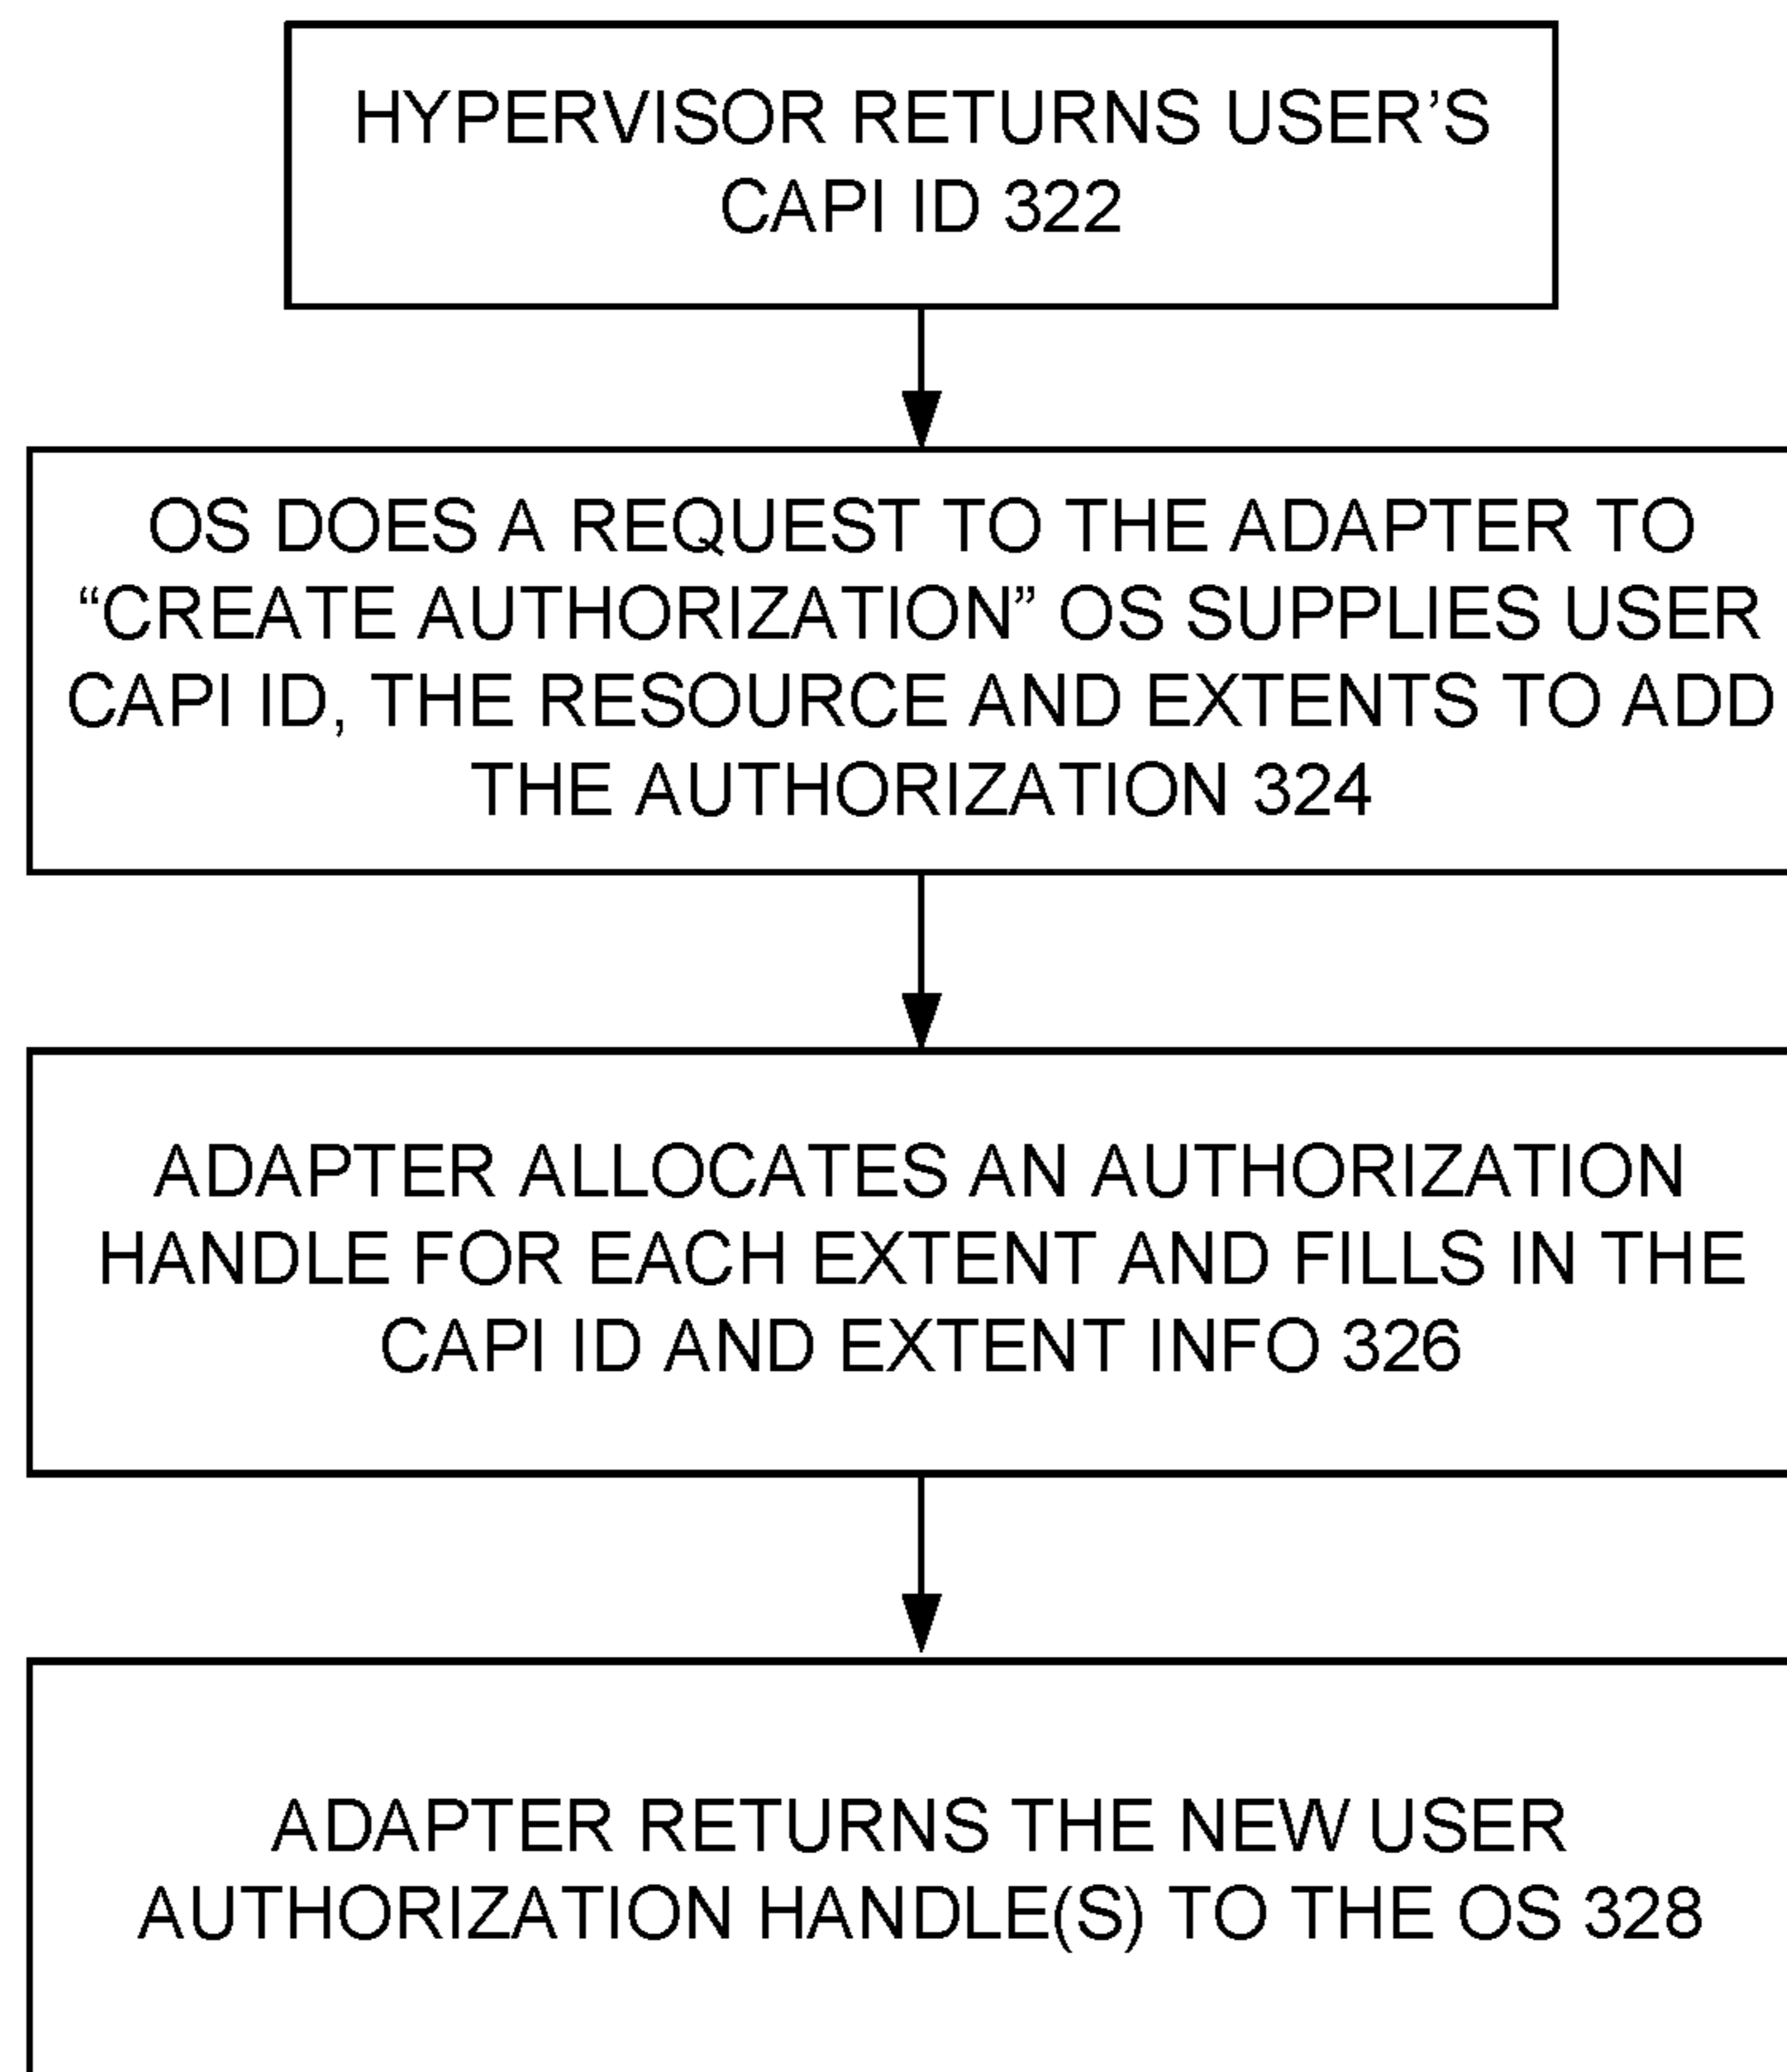 HYPERVISOR RETURNS USER’S
CAPI ID 322
OS DOES A REQUEST TO THE ADAPTER TO
“CREATE AUTHORIZATION” OS SUPPLIES USER
CAPI ID, THE RESOURCE AND EXTENTS TO ADD
THE AUTHORIZATION 324
ADAPTER ALLOCATES AN AUTHORIZATION
HANDLE FOR EACH EXTENT AND FILLS IN THE
CAPI ID AND EXTENT INFO 326
ADAPTER RETURNS THE NEW USER
AUTHORIZATION HANDLE(S) TO THE OS 328